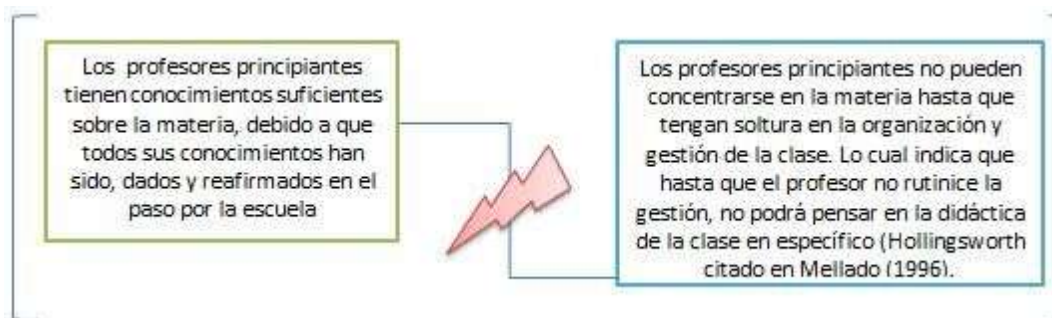 Los profesores principiantes
tienen conocimientos suficientes
sobre la materia, debido a que
todos sus conocimientos han
sido, dados y reafirmados en el
paso por la escuela
Los profesores principiantes no pueden
concentrarse en la materia hasta que
tengan soltura en la organización y
gestión de la clase. Lo cual indica que
hasta que el profesor no rutinice la
gestión, no podrá pensar en la didáctica
de la clase en específico (Hollingsworth
citado en Mellado (1996).